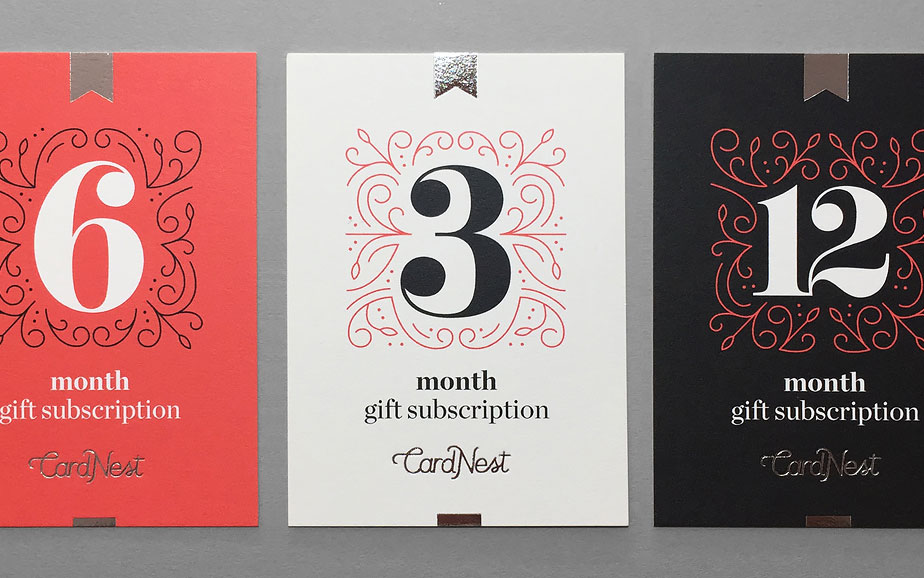 6
month
gift subscription
CardNest
3
month
gift subscription
CardNest
12
month
gift subscription
CardNest